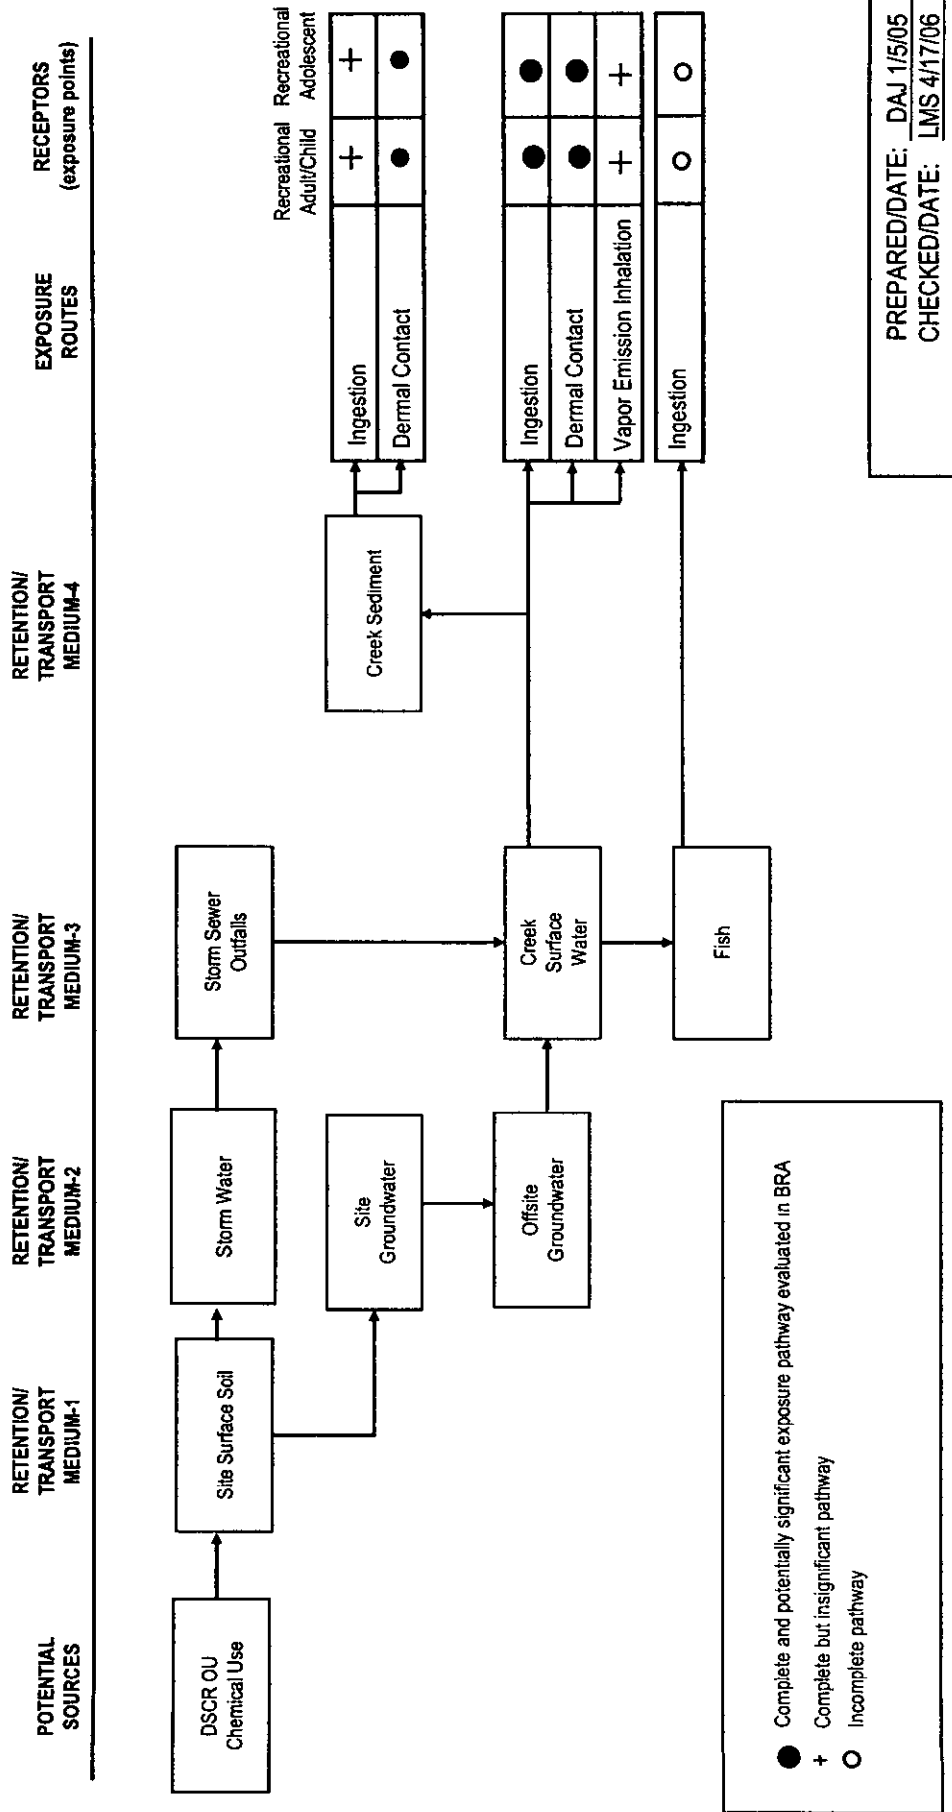 POTENTIAL
SOURCES
RETENTION/
TRANSPORT
MEDIUM-1
RETENTION/
TRANSPORT
MEDIUM-2
RETENTION/
TRANSPORT
MEDIUM-3
RETENTION/
TRANSPORT
MEDIUM-4
EXPOSURE
ROUTES
RECEPTORS
(exposure points)
DSCR OU
Chemical Use
Site Surface Soil
Storm Water
Storm Sewer
Outfalls
Recreational
Adult/Child
Recreational
Adolescent
Site
Groundwater
Creek Sediment
Ingestion + +
Dermal Contact ● ●
Offsite
Groundwater
Creek
Surface
Water
Ingestion ● ●
Dermal Contact ● ●
Vapor Emission Inhalation + +
Fish
Ingestion O O
● Complete and potentially significant exposure pathway evaluated in BRA
+ Complete but insignificant pathway
O Incomplete pathway
PREPARED/DATE: DAJ 1/5/05
CHECKED/DATE: LMS 4/17/06